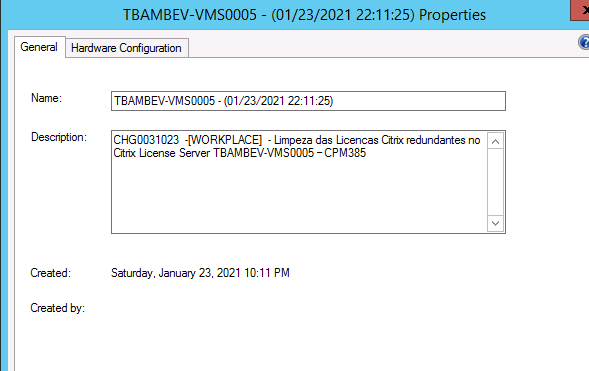 TBAMBEV-VMS0005 - (01/23/2021 22:11:25) Properties
General
Hardware Configuration
Name:
TBAMBEV-VMS0005 - (01/23/2021 22:11:25)
Description:
CHG0031023 -[WORKPLACE] - Limpeza das Licencas Citrix redundantes no
Citrix License Server TBAMBEV-VMS0005 – CPM385
Created:
Saturday, January 23, 2021 10:11 PM
Created by: